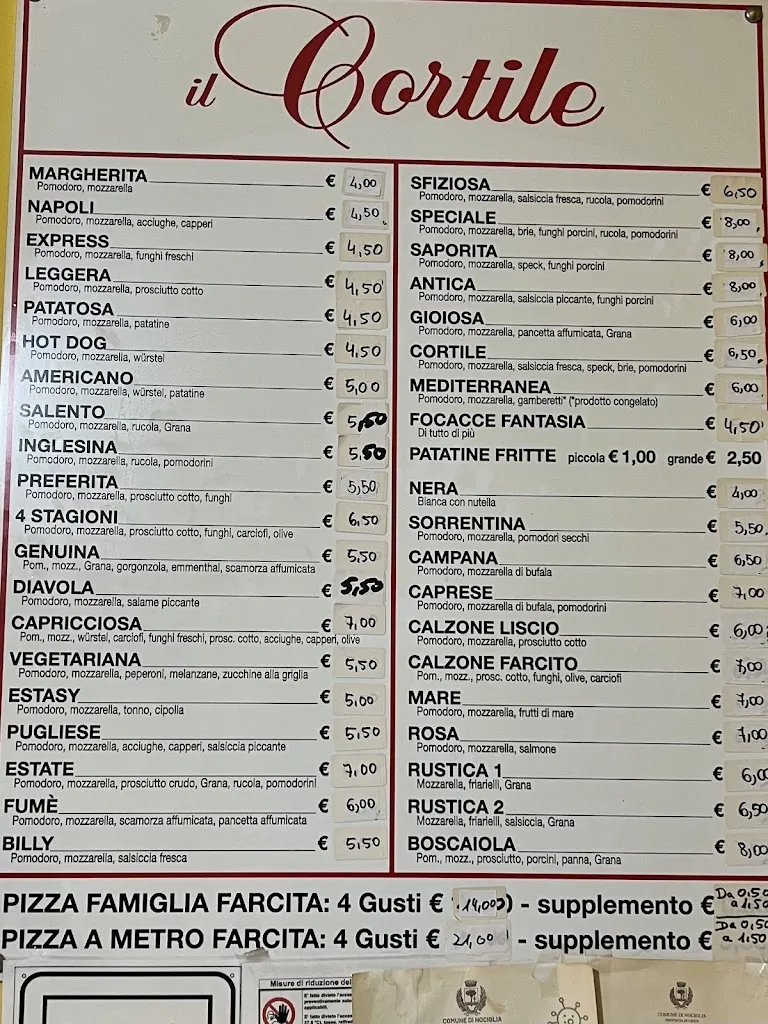 il Cortile
MARGHERITA € 4,00
Pomodoro, mozzarella
NAPOLI € 4,50
Pomodoro, mozzarella, acciughe, capperi
EXPRESS € 4,50
Pomodoro, mozzarella, funghi freschi
LEGGERA € 4,50
Pomodoro, mozzarella, prosciutto cotto
PATATOSA € 4,50
Pomodoro, mozzarella, patatine
HOT DOG € 4,50
Pomodoro, mozzarella, würstel
AMERICANO € 5,00
Pomodoro, mozzarella, würstel, patatine
SALENTO € 5,50
Pomodoro, mozzarella, rucola, Grana
INGLESINA € 5,50
Pomodoro, mozzarella, rucola, pomodorini
PREFERITA € 5,50
Pomodoro, mozzarella, prosciutto cotto, funghi
4 STAGIONI € 6,50
Pomodoro, mozzarella, prosciutto cotto, funghi, carciofi, olive
GENUINA € 5,50
Pom., mozz., Grana, gorgonzola, emmenthal, scamorza affumicata
DIAVOLA € 5,50
Pomodoro, mozzarella, salame piccante
CAPRICCIOSA € 7,00
Pom., mozz., würstel, carciofi, funghi freschi, prosc. cotto, acciughe, capperi, olive
VEGETARIANA € 5,50
Pomodoro, mozzarella, peperoni, melanzane, zucchine alla griglia
ESTASY € 5,00
Pomodoro, mozzarella, tonno, cipolla
PUGLIESE € 5,50
Pomodoro, mozzarella, acciughe, capperi, salsiccia piccante
ESTATE € 7,00
Pomodoro, mozzarella, prosciutto crudo, Grana, rucola, pomodorini
FUMÈ € 6,00
Pomodoro, mozzarella, scamorza affumicata, pancetta affumicata
BILLY € 5,50
Pomodoro, mozzarella, salsiccia fresca
SFIZIOSA € 6,50
Pomodoro, mozzarella, salsiccia fresca, rucola, pomodorini
SPECIALE € 8,00
Pomodoro, mozzarella, brie, funghi porcini, rucola, pomodorini
SAPORITA € 8,00
Pomodoro, mozzarella, speck, funghi porcini
ANTICA € 8,00
Pomodoro, mozzarella, salsiccia piccante, funghi porcini
GIOIOSA € 6,00
Pomodoro, mozzarella, pancetta affumicata, Grana
CORTILE € 6,50
Pomodoro, mozzarella, salsiccia fresca, speck, brie, pomodorini
MEDITERRANEA € 6,00
Pomodoro, mozzarella, gamberetti* (*prodotto congelato)
FOCACCE FANTASIA € 4,50
Di tutto di più
PATATINE FRITTE piccola € 1,00 grande € 2,50
NERA € 4,00
Bianca con nutella
SORRENTINA € 5,50
Pomodoro, mozzarella, pomodori secchi
CAMPANA € 6,50
Pomodoro, mozzarella di bufala
CAPRESE € 7,00
Pomodoro, mozzarella di bufala, pomodorini
CALZONE LISCIO € 6,00
Pomodoro, mozzarella, prosciutto cotto
CALZONE FARCITO € 7,00
Pom., mozz., prosc. cotto, funghi, olive, carciofi
MARE € 7,00
Pomodoro, mozzarella, frutti di mare
ROSA € 7,00
Pomodoro, mozzarella, salmone
RUSTICA 1 € 6,00
Mozzarella, friarielli, Grana
RUSTICA 2 € 6,50
Mozzarella, friarielli, salsiccia, Grana
BOSCAIOLA € 8,00
Pom., mozz., prosciutto, porcini, panna, Grana
PIZZA FAMIGLIA FARCITA: 4 Gusti € 14,00 - supplemento € Da 0,50 a 1,50
PIZZA A METRO FARCITA: 4 Gusti € 21,00 - supplemento € Da 0,50 a 1,50
Misure di riduzione del
E' fatto divieto l'acces
E' fatto divieto l'acce
COMUNE DI NOCIGLIA
COMUNE DI NOCIGLIA